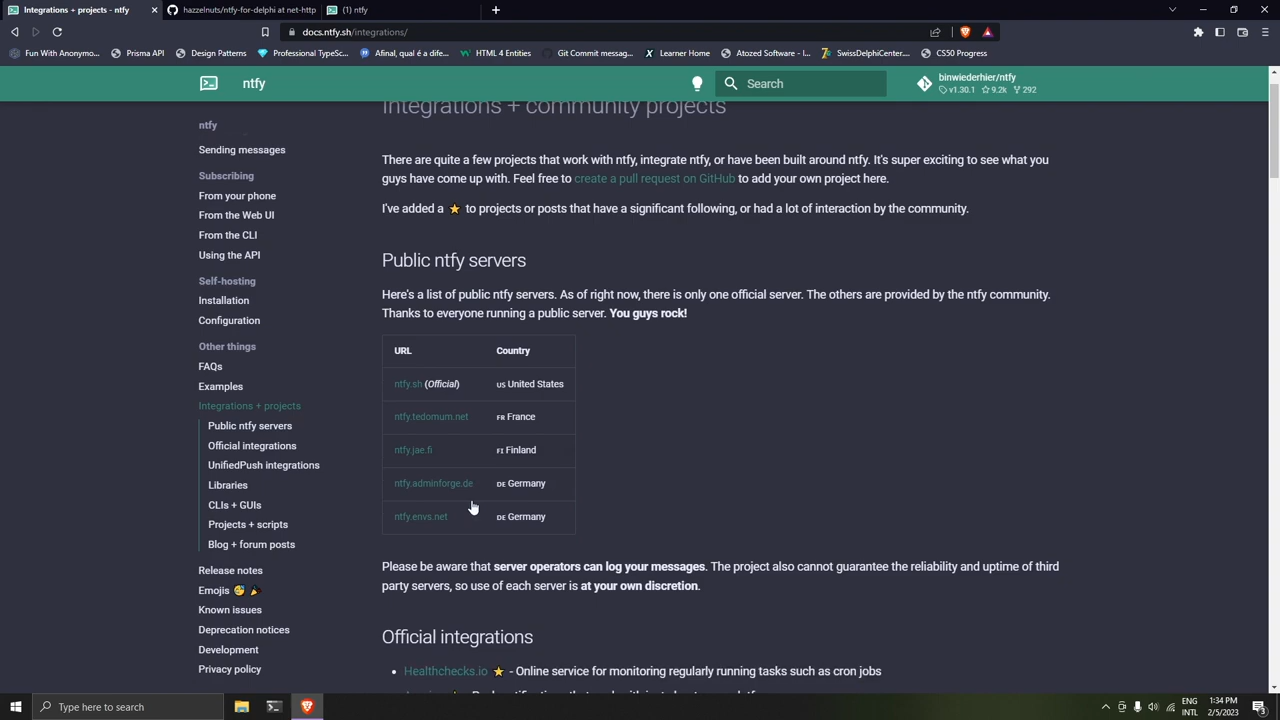 Integrations + projects - ntfy
hazzelnuts/ntfy-for-delphi at net-http
(1) ntfy
docs.ntfy.sh/integrations/
Fun With Anonymo...
Prisma API
Design Patterns
Professional TypeSc...
Afinal, qual é a dife...
HTML 4 Entities
Git Commit messag...
Learner Home
Atozed Software
SwissDelphiCenter....
CS50 Progress
ntfy
Search
binwiederhier/ntfy
v1.30.1 9.2k 292
ntfy
Sending messages
Subscribing
From your phone
From the Web UI
From the CLI
Using the API
Self-hosting
Installation
Configuration
Other things
FAQs
Examples
Integrations + projects
Public ntfy servers
Official integrations
UnifiedPush integrations
Libraries
CLIs + GUIs
Projects + scripts
Blog + forum posts
Release notes
Emojis 🥳 🎉
Known issues
Deprecation notices
Development
Privacy policy
Integrations + community projects
There are quite a few projects that work with ntfy, integrate ntfy, or have been built around ntfy. It's super exciting to see what you
guys have come up with. Feel free to create a pull request on GitHub to add your own project here.
I've added a ⭐ to projects or posts that have a significant following, or had a lot of interaction by the community.
Public ntfy servers
Here's a list of public ntfy servers. As of right now, there is only one official server. The others are provided by the ntfy community.
Thanks to everyone running a public server. You guys rock!
URL Country
ntfy.sh (Official) US United States
ntfy.tedomum.net FR France
ntfy.jae.fi FI Finland
ntfy.adminforge.de DE Germany
ntfy.envs.net DE Germany
Please be aware that server operators can log your messages. The project also cannot guarantee the reliability and uptime of third
party servers, so use of each server is at your own discretion.
Official integrations
Healthchecks.io ⭐ - Online service for monitoring regularly running tasks such as cron jobs
Type here to search
ENG
INTL
1:34 PM
2/5/2023
3